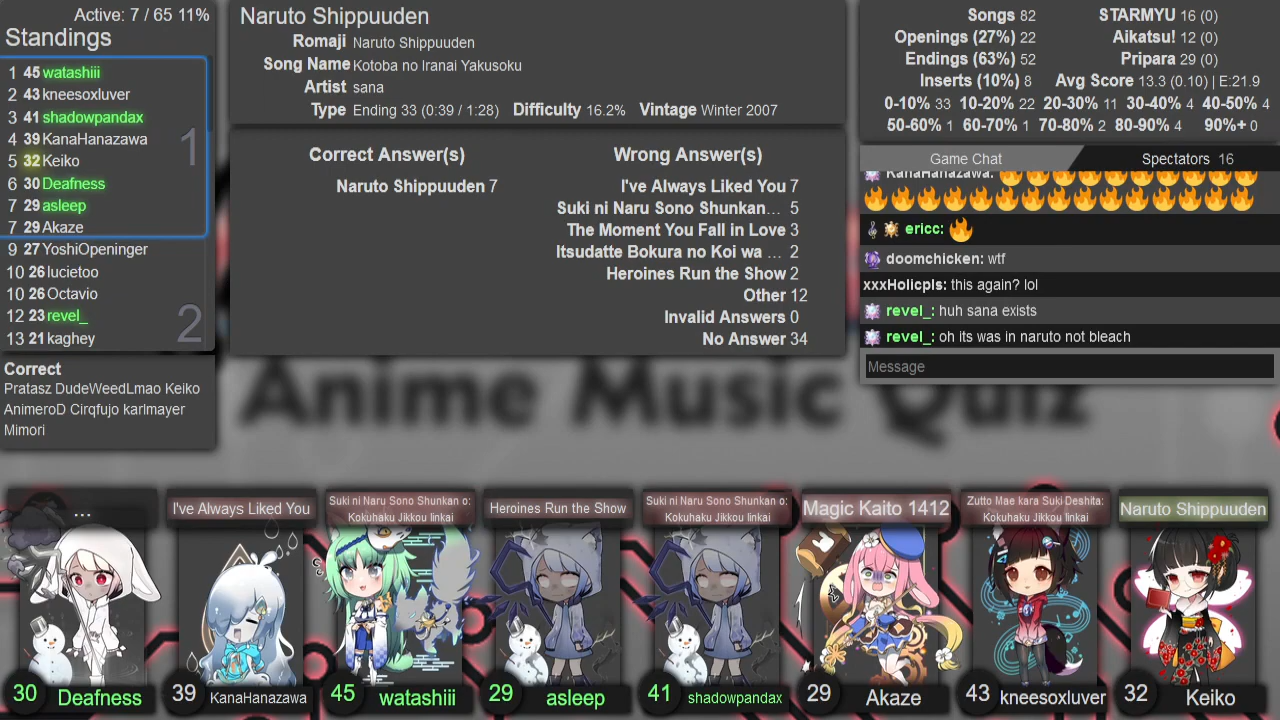 Active: 7 / 65 11%
Standings
1 45 watashiii
2 43 kneesoxluver
3 41 shadowpandax
4 39 KanaHanazawa
5 32 Keiko
6 30 Deafness
7 29 asleep
7 29 Akaze
1
9 27 YoshiOpeninger
10 26 lucietoo
10 26 Octavio
12 23 revel_
13 21 kaghey
2
Correct
Pratasz DudeWeedLmao Keiko
AnimeroD Cirqfujo karlmayer
Mimori
Naruto Shippuuden
Romaji Naruto Shippuuden
Song Name Kotoba no Iranai Yakusoku
Artist sana
Type Ending 33 (0:39 / 1:28) Difficulty 16.2% Vintage Winter 2007
Correct Answer(s)
Naruto Shippuuden 7
Wrong Answer(s)
I've Always Liked You 7
Suki ni Naru Sono Shunkan... 5
The Moment You Fall in Love 3
Itsudatte Bokura no Koi wa ... 2
Heroines Run the Show 2
Other 12
Invalid Answers 0
No Answer 34
Songs 82 STARMYU 16 (0)
Openings (27%) 22 Aikatsu! 12 (0)
Endings (63%) 52 Pripara 29 (0)
Inserts (10%) 8 Avg Score 13.3 (0.10) | E:21.9
0-10% 33 10-20% 22 20-30% 11 30-40% 4 40-50% 4
50-60% 1 60-70% 1 70-80% 2 80-90% 4 90%+ 0
Game Chat Spectators 16
KanaHanazawa: 🔥🔥🔥🔥🔥🔥🔥🔥🔥🔥
🔥🔥🔥🔥🔥🔥🔥🔥🔥🔥🔥🔥🔥🔥🔥
ericc: 🔥
doomchicken: wtf
xxxHolicpls: this again? lol
revel_: huh sana exists
revel_: oh its was in naruto not bleach
Message
Anime Music Quiz
...
I've Always Liked You
Suki ni Naru Sono Shunkan o:
Kokuhaku Jikkou Iinkai
Heroines Run the Show
Suki ni Naru Sono Shunkan o:
Kokuhaku Jikkou Iinkai
Magic Kaito 1412
Zutto Mae kara Suki Deshita:
Kokuhaku Jikkou Iinkai
Naruto Shippuuden
30 Deafness
39 KanaHanazawa
45 watashiii
29 asleep
41 shadowpandax
29 Akaze
43 kneesoxluver
32 Keiko